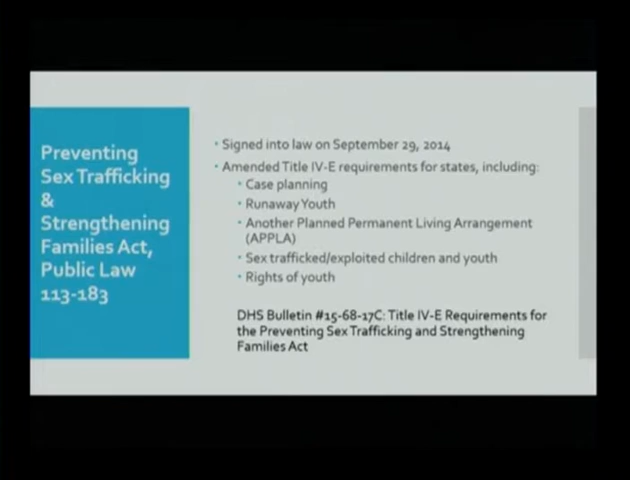 Preventing
Sex Trafficking
&
Strengthening
Families Act,
Public Law
113-183
• Signed into law on September 29, 2014
• Amended Title IV-E requirements for states, including:
• Case planning
• Runaway Youth
• Another Planned Permanent Living Arrangement
(APPLA)
• Sex trafficked/exploited children and youth
• Rights of youth
DHS Bulletin #15-68-17C: Title IV-E Requirements for
the Preventing Sex Trafficking and Strengthening
Families Act